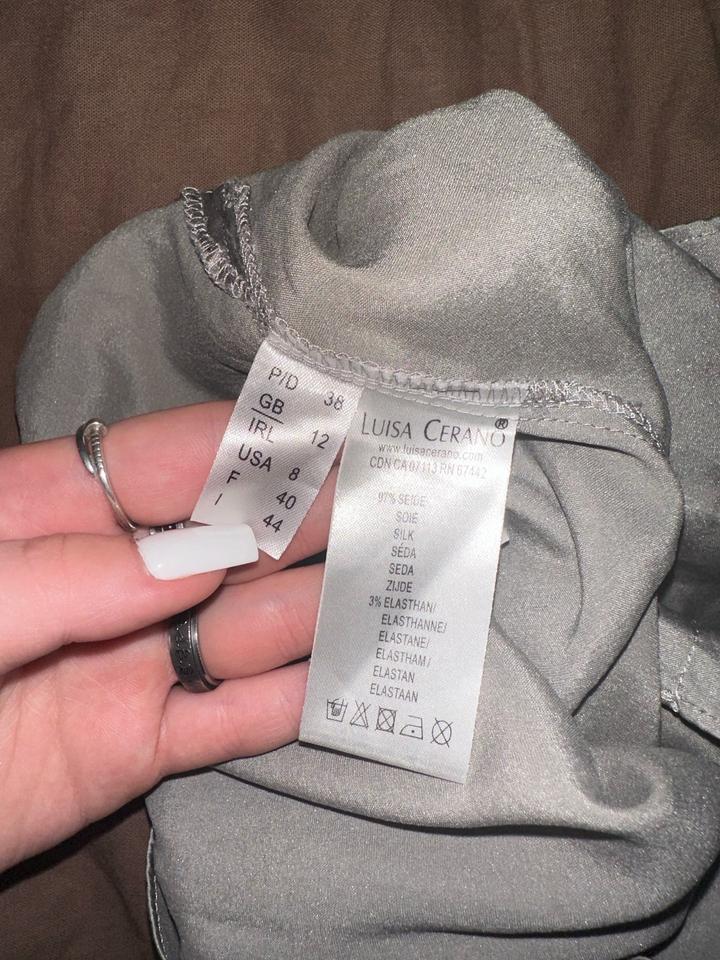 P/D 38
GB
IRL 12
USA 8
F 40
I 44
LUISA CERANO®
www.luisacerano.com
CDN CA 07113 RN 67442
97% SEIDE
SOIE
SILK
SÉDA
SEDA
ZIJDE
3% ELASTHAN/
ELASTHANNE/
ELASTANE/
ELASTHAM/
ELASTAN
ELASTAAN